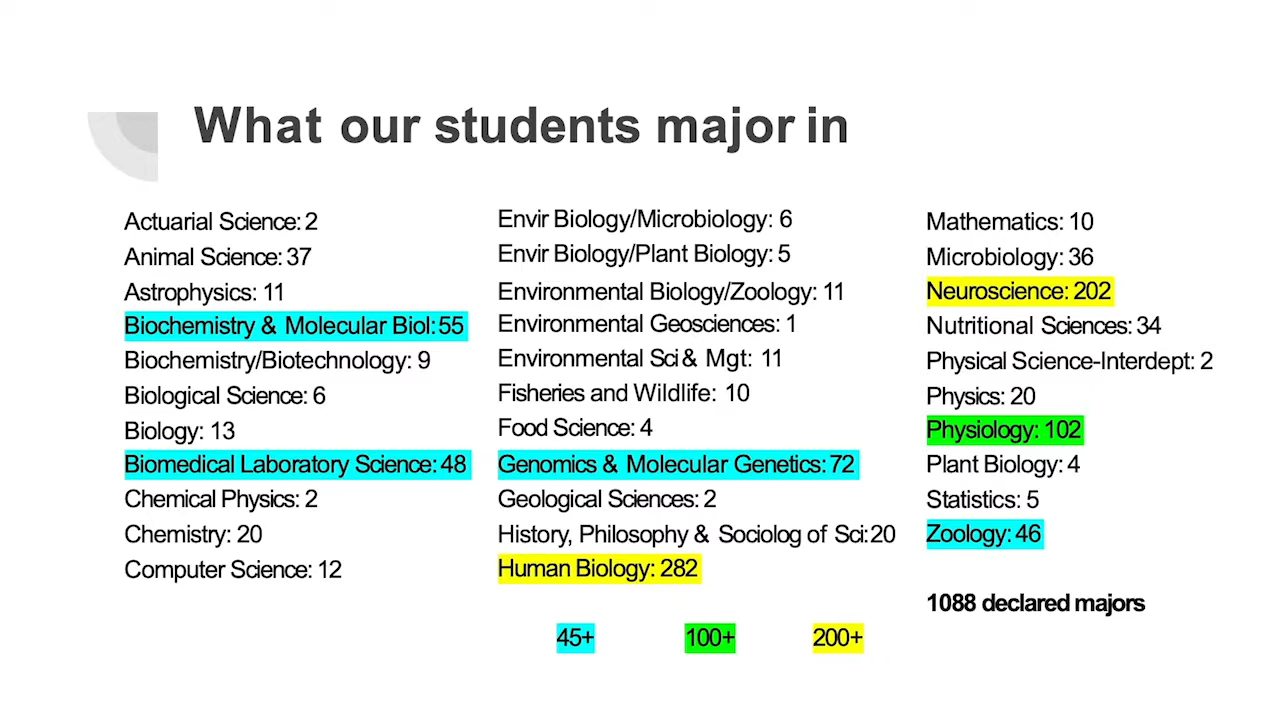 What our students major in
Actuarial Science: 2
Animal Science: 37
Astrophysics: 11
Biochemistry & Molecular Biol: 55
Biochemistry/Biotechnology: 9
Biological Science: 6
Biology: 13
Biomedical Laboratory Science: 48
Chemical Physics: 2
Chemistry: 20
Computer Science: 12
Envir Biology/Microbiology: 6
Envir Biology/Plant Biology: 5
Environmental Biology/Zoology: 11
Environmental Geosciences: 1
Environmental Sci & Mgt: 11
Fisheries and Wildlife: 10
Food Science: 4
Genomics & Molecular Genetics: 72
Geological Sciences: 2
History, Philosophy & Sociolog of Sci: 20
Human Biology: 282
Mathematics: 10
Microbiology: 36
Neuroscience: 202
Nutritional Sciences: 34
Physical Science-Interdept: 2
Physics: 20
Physiology: 102
Plant Biology: 4
Statistics: 5
Zoology: 46
1088 declared majors
45+ 100+ 200+